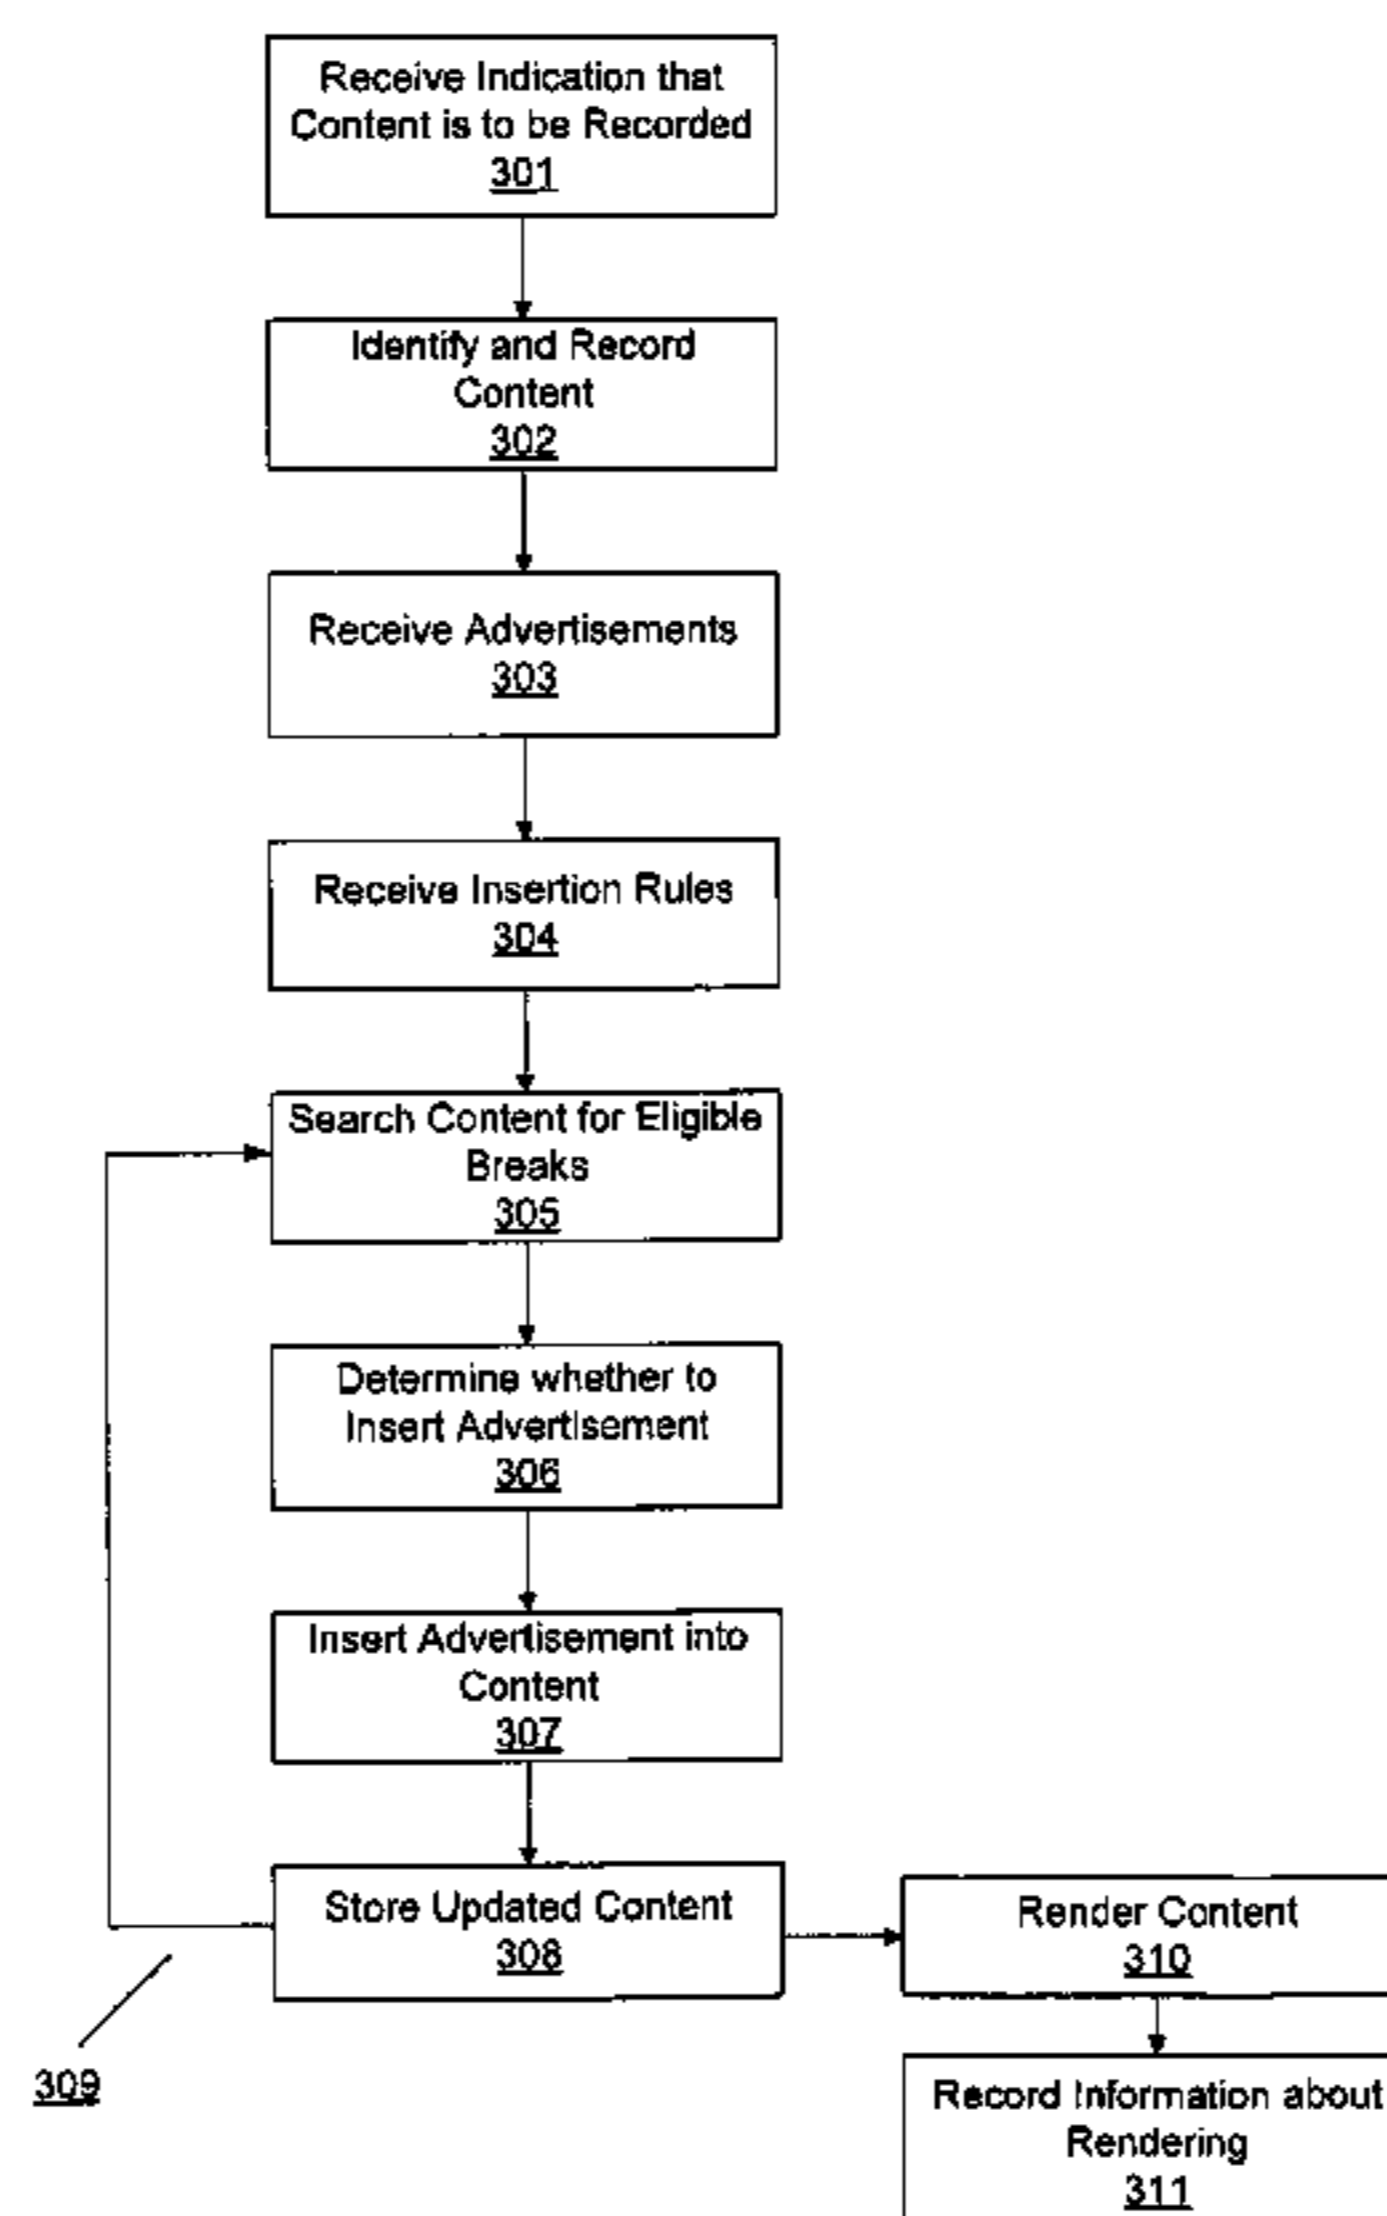 Receive Indication that
Content is to be Recorded
301
Identify and Record
Content
302
Receive Advertisements
303
Receive Insertion Rules
304
Search Content for Eligible
Breaks
305
Determine whether to
Insert Advertisement
306
Insert Advertisement into
Content
307
Store Updated Content
308
309
Render Content
310
Record Information about
Rendering
311